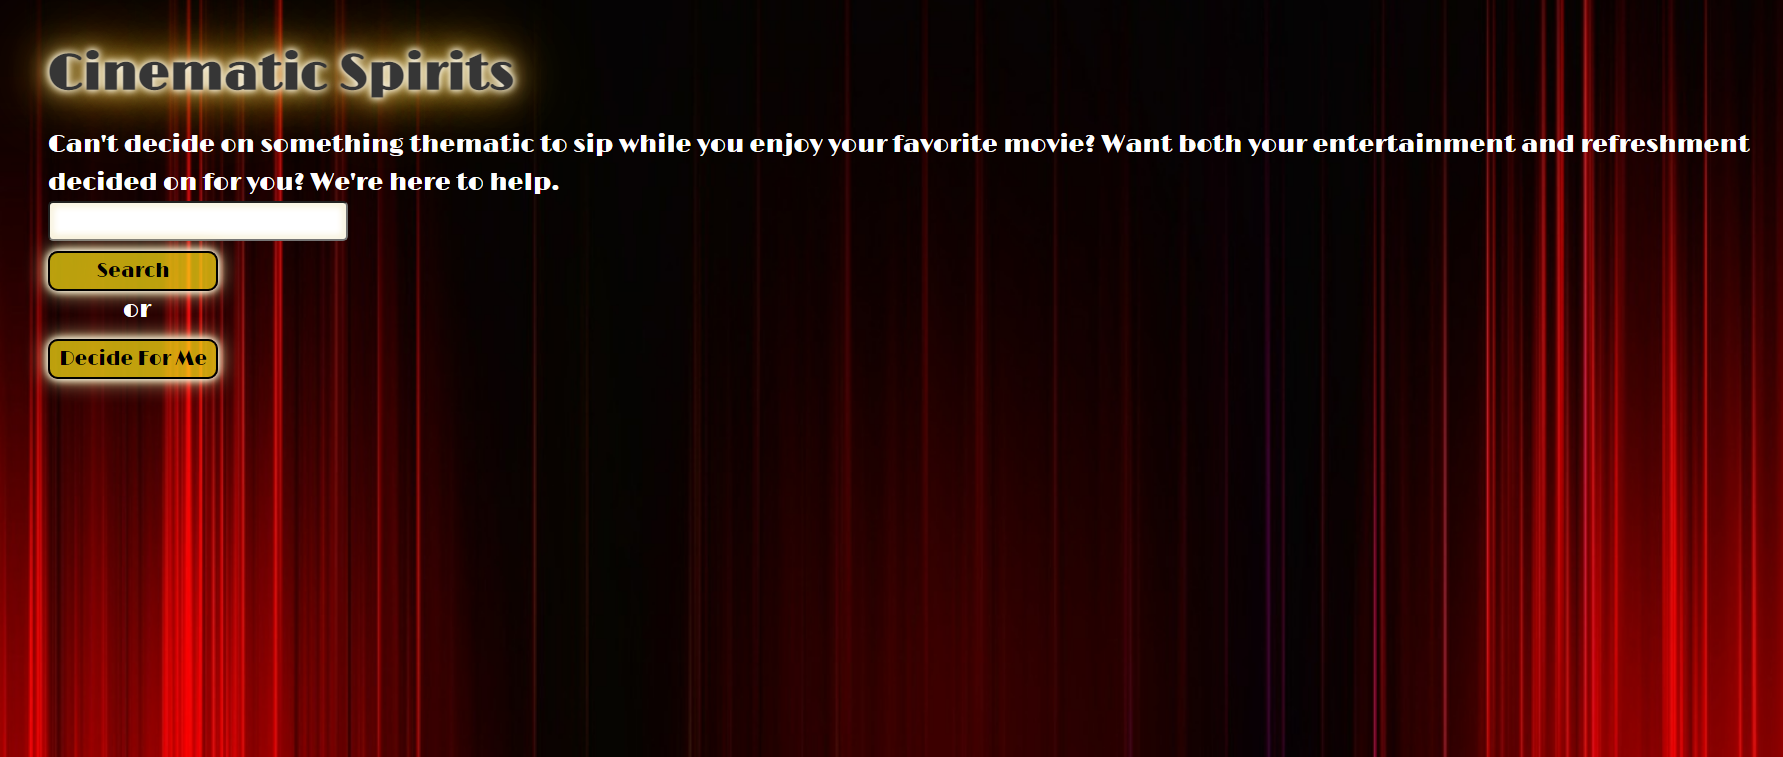 Cinematic Spirits
Can't decide on something thematic to sip while you enjoy your favorite movie? Want both your entertainment and refreshment
decided on for you? We're here to help.
Search
or
Decide For Me